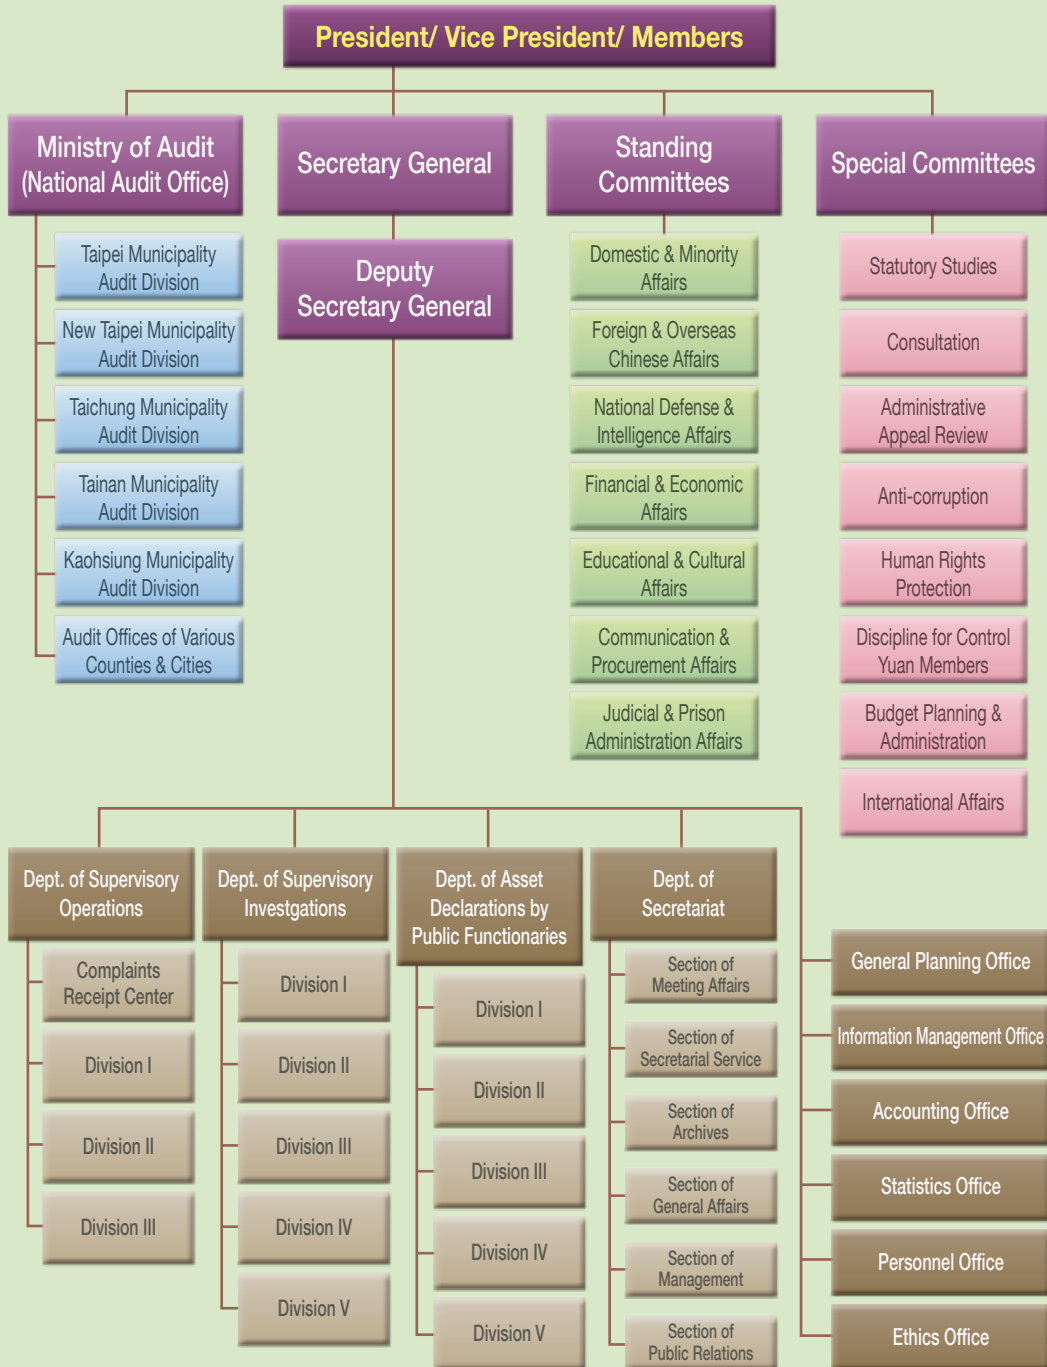 President/ Vice President/ Members
Ministry of Audit
(National Audit Office)
Secretary General
Standing
Committees
Special Committees
Taipei Municipality
Audit Division
New Taipei Municipality
Audit Division
Taichung Municipality
Audit Division
Tainan Municipality
Audit Division
Kaohsiung Municipality
Audit Division
Audit Offices of Various
Counties & Cities
Deputy
Secretary General
Domestic & Minority
Affairs
Foreign & Overseas
Chinese Affairs
National Defense &
Intelligence Affairs
Financial & Economic
Affairs
Educational & Cultural
Affairs
Communication &
Procurement Affairs
Judicial & Prison
Administration Affairs
Statutory Studies
Consultation
Administrative
Appeal Review
Anti-corruption
Human Rights
Protection
Discipline for Control
Yuan Members
Budget Planning &
Administration
International Affairs
Dept. of Supervisory
Operations
Complaints
Receipt Center
Division I
Division II
Division III
Dept. of Supervisory
Investgations
Division I
Division II
Division III
Division IV
Division V
Dept. of Asset
Declarations by
Public Functionaries
Division I
Division II
Division III
Division IV
Division V
Dept. of
Secretariat
Section of
Meeting Affairs
Section of
Secretarial Service
Section of
Archives
Section of
General Affairs
Section of
Management
Section of
Public Relations
General Planning Office
Information Management Office
Accounting Office
Statistics Office
Personnel Office
Ethics Office